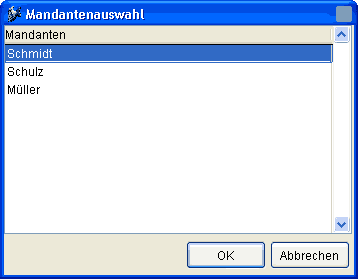 Mandantenauswahl
Mandanten
Schmidt
Schulz
Müller
OK
Abbrechen